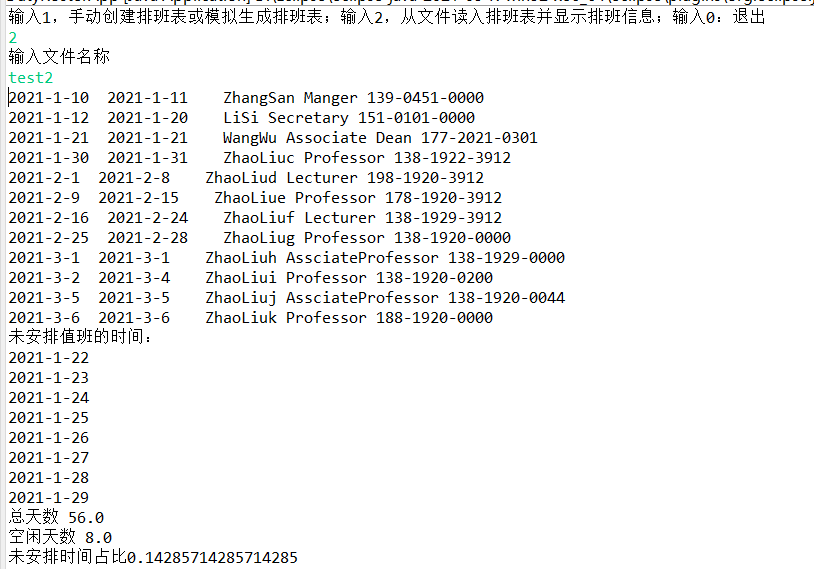 输入1，手动创建排班表或模拟生成排班表；输入2，从文件读入排班表并显示排班信息；输入0：退出
2
输入文件名称
test2
2021-1-10  2021-1-11    ZhangSan Manger 139-0451-0000
2021-1-12  2021-1-20    LiSi Secretary 151-0101-0000
2021-1-21  2021-1-21    WangWu Associate Dean 177-2021-0301
2021-1-30  2021-1-31    ZhaoLiuc Professor 138-1922-3912
2021-2-1  2021-2-8    ZhaoLiud Lecturer 198-1920-3912
2021-2-9  2021-2-15    ZhaoLiue Professor 178-1920-3912
2021-2-16  2021-2-24    ZhaoLiuf Lecturer 138-1929-3912
2021-2-25  2021-2-28    ZhaoLiug Professor 138-1920-0000
2021-3-1  2021-3-1    ZhaoLiuh AssciateProfessor 138-1929-0000
2021-3-2  2021-3-4    ZhaoLiui Professor 138-1920-0200
2021-3-5  2021-3-5    ZhaoLiuj AssciateProfessor 138-1920-0044
2021-3-6  2021-3-6    ZhaoLiuk Professor 188-1920-0000
未安排值班的时间：
2021-1-22
2021-1-23
2021-1-24
2021-1-25
2021-1-26
2021-1-27
2021-1-28
2021-1-29
总天数 56.0
空闲天数 8.0
未安排时间占比0.14285714285714285